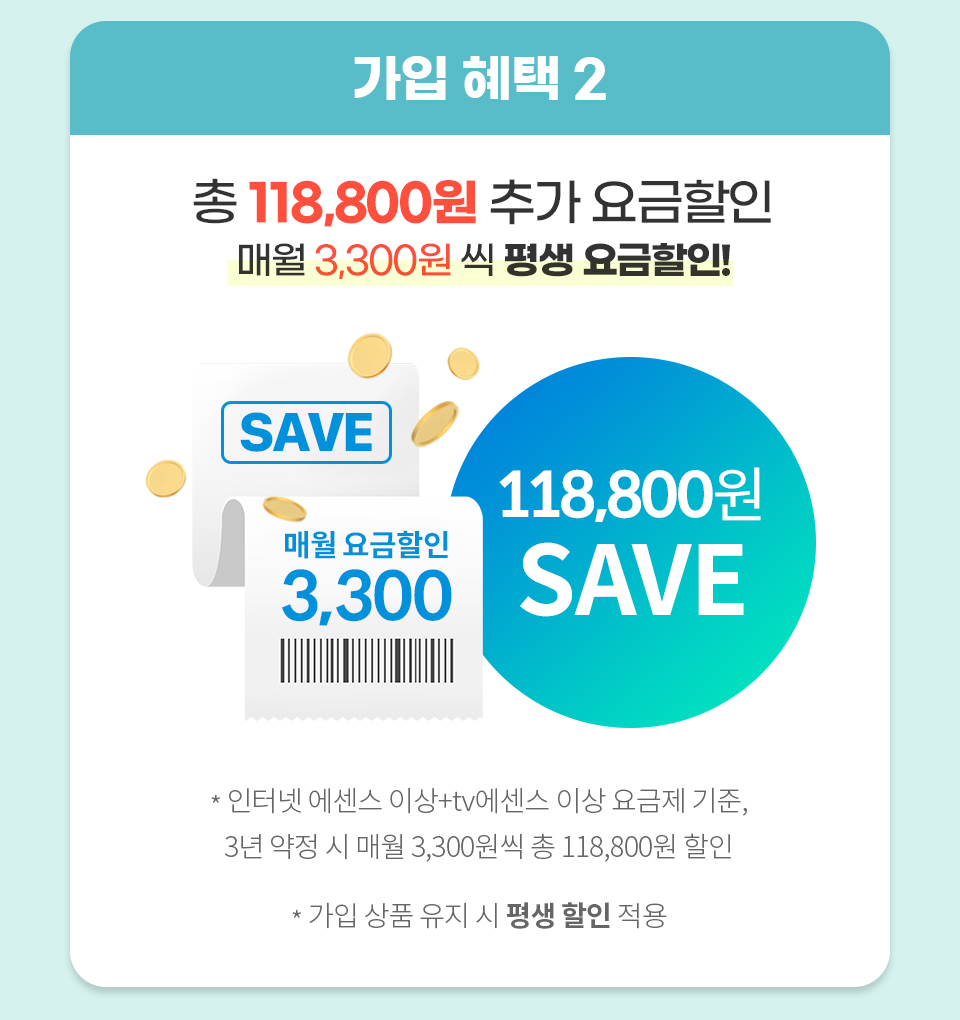 가입 혜택 2
총 118,800원 추가 요금할인
매월 3,300원 씩 평생 요금할인!
SAVE
매월 요금할인
3,300
118,800원
SAVE
* 인터넷 에센스 이상+tv에센스 이상 요금제 기준,
3년 약정 시 매월 3,300원씩 총 118,800원 할인
* 가입 상품 유지 시 평생 할인 적용